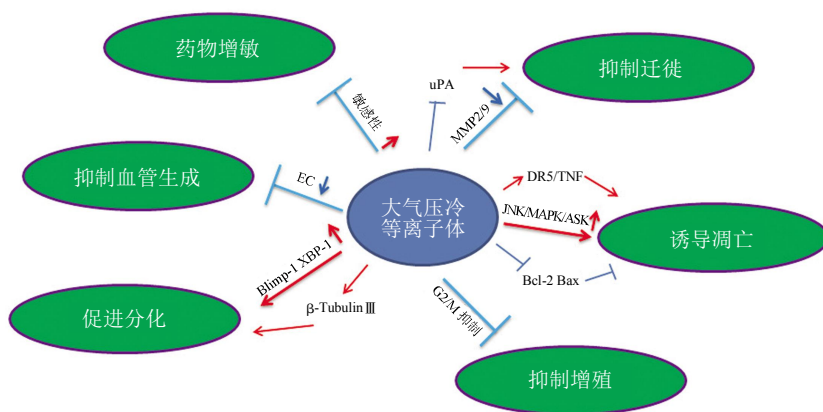 药物增敏
抑制迁徙
uPA
敏感性
MMP2/9
抑制血管生成
EC
DR5/TNF
大气压冷
等离子体
JNK/MAPK/ASK
诱导凋亡
Blimp-1 XBP-1
Bcl-2 Bax
G2/M 抑制
β-Tubulin Ⅲ
促进分化
抑制增殖